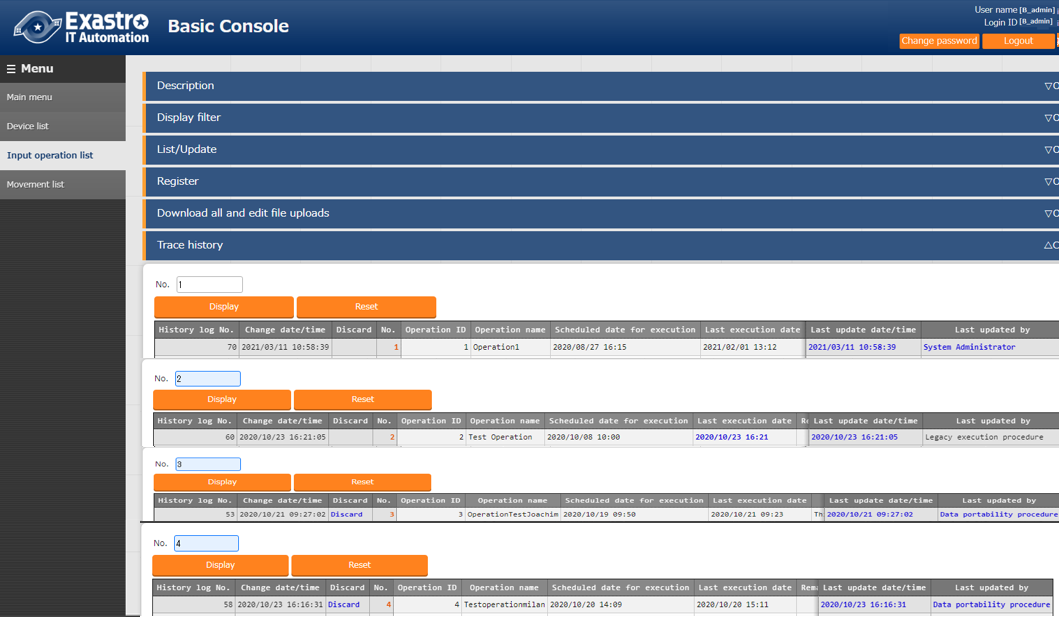 Exastro
IT Automation
Basic Console
User name [B_admin]
Login ID [B_admin]
Change password
Logout
☰ Menu
Main menu
Device list
Input operation list
Movement list
Description
Display filter
List/Update
Register
Download all and edit file uploads
Trace history
No. 1
Display Reset
History log No. Change date/time Discard No. Operation ID Operation name Scheduled date for execution Last execution date Last update date/time Last updated by
70 2021/03/11 10:58:39 1 1 Operation1 2020/08/27 16:15 2021/02/01 13:12 2021/03/11 10:58:39 System Administrator
No. 2
Display Reset
History log No. Change date/time Discard No. Operation ID Operation name Scheduled date for execution Last execution date Last update date/time Last updated by
60 2020/10/23 16:21:05 2 2 Test Operation 2020/10/08 10:00 2020/10/23 16:21 2020/10/23 16:21:05 Legacy execution procedure
No. 3
Display Reset
History log No. Change date/time Discard No. Operation ID Operation name Scheduled date for execution Last execution date Last update date/time Last updated by
53 2020/10/21 09:27:02 Discard 3 3 OperationTestJoachim 2020/10/19 09:50 2020/10/21 09:23 Th 2020/10/21 09:27:02 Data portability procedure
No. 4
Display Reset
History log No. Change date/time Discard No. Operation ID Operation name Scheduled date for execution Last execution date Rem Last update date/time Last updated by
58 2020/10/23 16:16:31 Discard 4 4 Testoperationmilan 2020/10/20 14:09 2020/10/20 15:11 2020/10/23 16:16:31 Data portability procedure